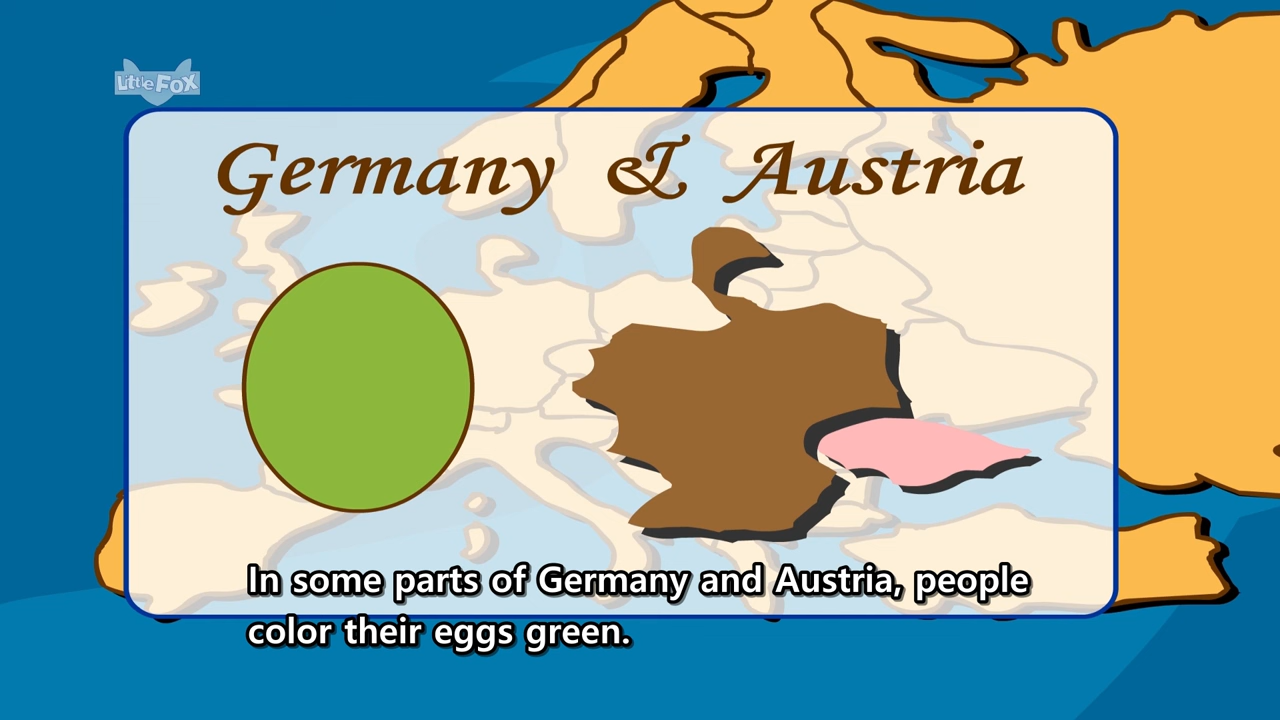 Little Fox
Germany & Austria
In some parts of Germany and Austria, people
color their eggs green.